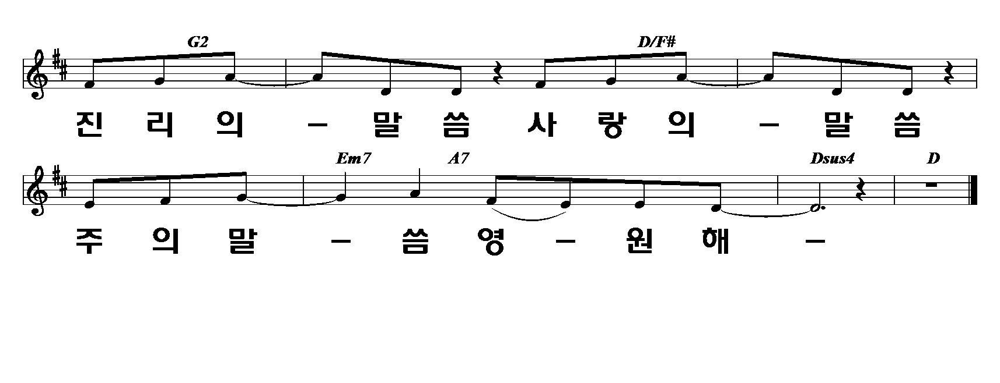 G2 D/F#
진 리 의 - 말 씀 사 랑 의 - 말 씀
Em7 A7 Dsus4 D
주 의 말 - 씀 영 - 원 해 -